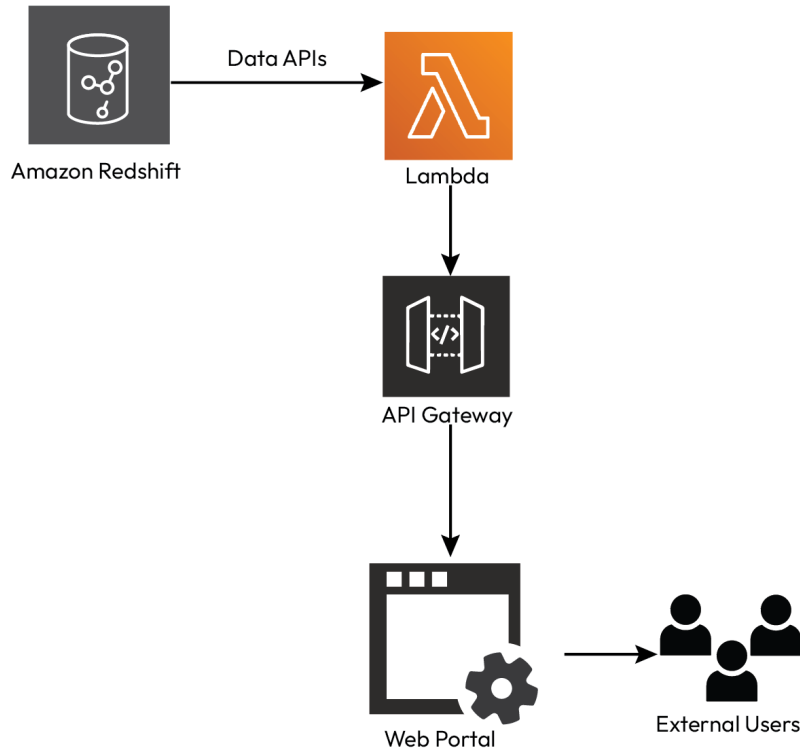 Data APIs
Amazon Redshift
Lambda
</>
API Gateway
Web Portal
External Users